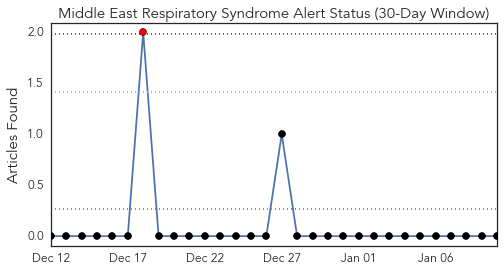 Middle East Respiratory Syndrome Alert Status (30-Day Window)
Articles Found
2.0
1.5
1.0
0.5
0.0
Dec 12 Dec 17 Dec 22 Dec 27 Jan 01 Jan 06